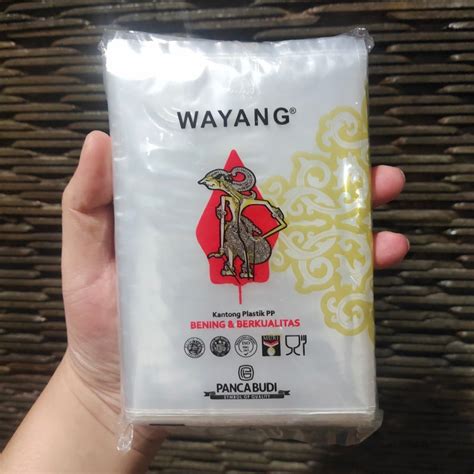 WAYANG®
Kantong Plastik PP
BENING & BERKUALITAS
PANCA BUDI
SYMBOL OF QUALITY